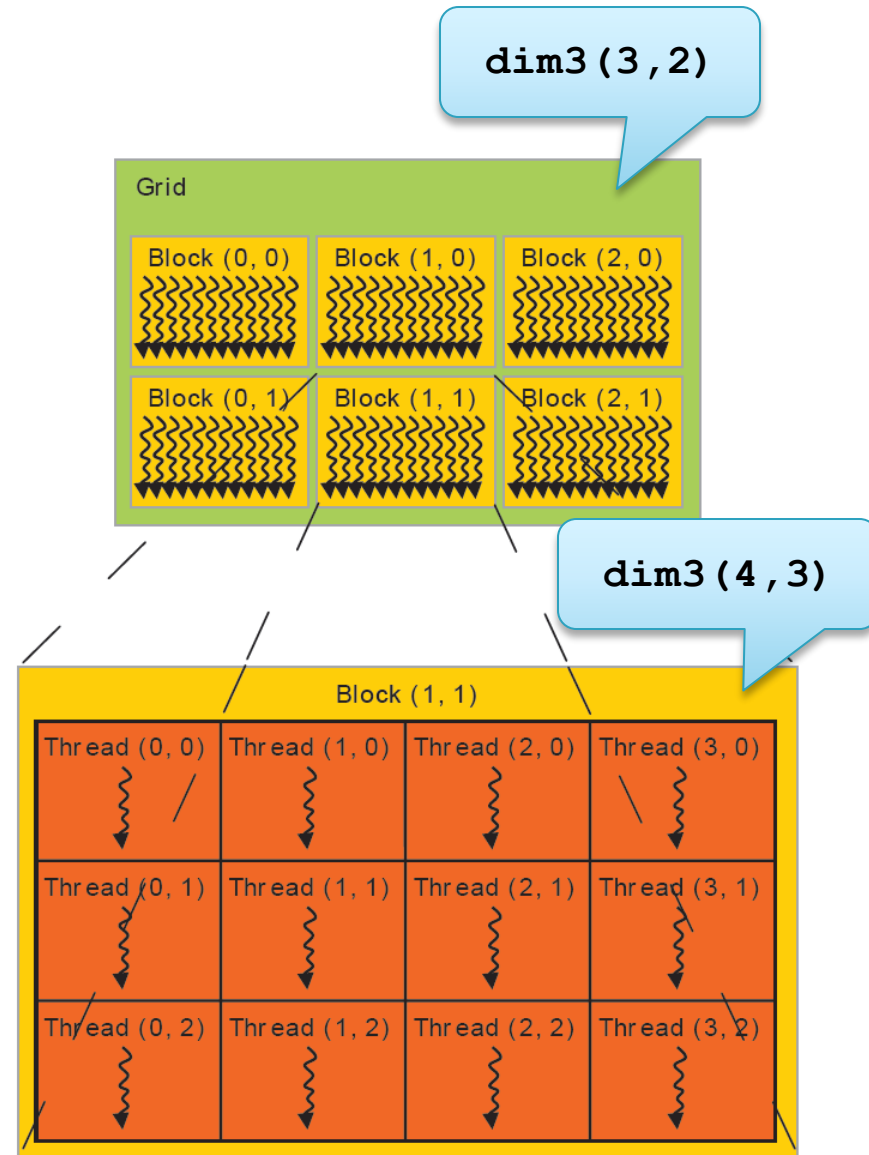 dim3(3,2)
Grid
Block (0, 0) Block (1, 0) Block (2, 0)
Block (0, 1) Block (1, 1) Block (2, 1)
dim3(4,3)
Block (1, 1)
Thread (0, 0) Thread (1, 0) Thread (2, 0) Thread (3, 0)
Thread (0, 1) Thread (1, 1) Thread (2, 1) Thread (3, 1)
Thread (0, 2) Thread (1, 2) Thread (2, 2) Thread (3, 2)